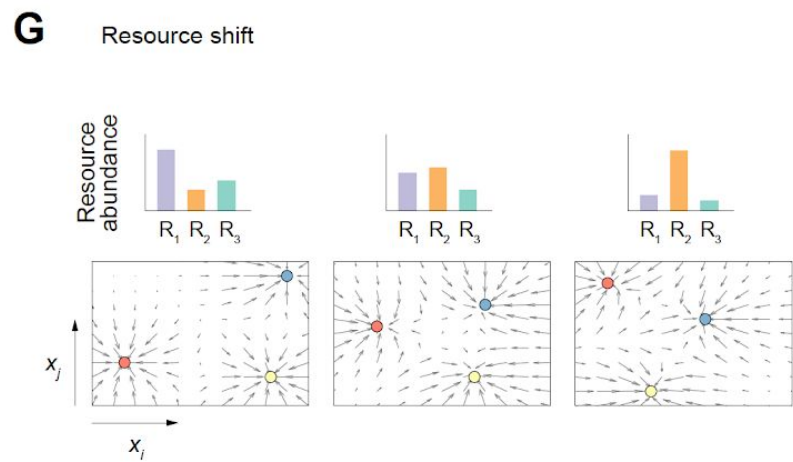 G Resource shift
Resource
abundance
R1 R2 R3 R1 R2 R3 R1 R2 R3
xj
xi